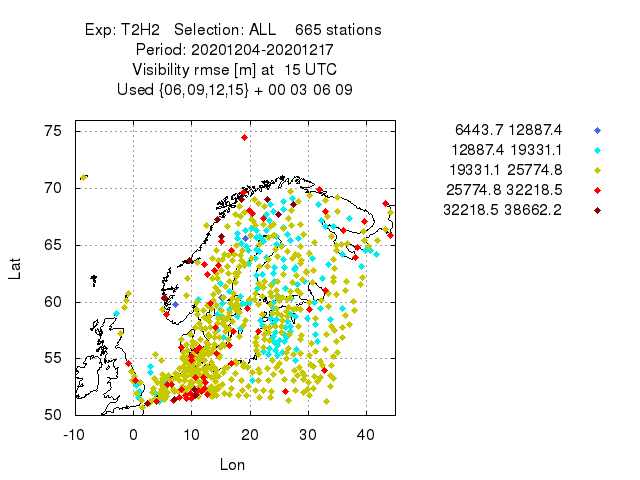 Exp: T2H2 Selection: ALL 665 stations
Period: 20201204-20201217
Visibility rmse [m] at 15 UTC
Used {06,09,12,15} + 00 03 06 09
6443.7 12887.4
12887.4 19331.1
19331.1 25774.8
25774.8 32218.5
32218.5 38662.2
75
70
65
60
55
50
Lat
-10 0 10 20 30 40
Lon